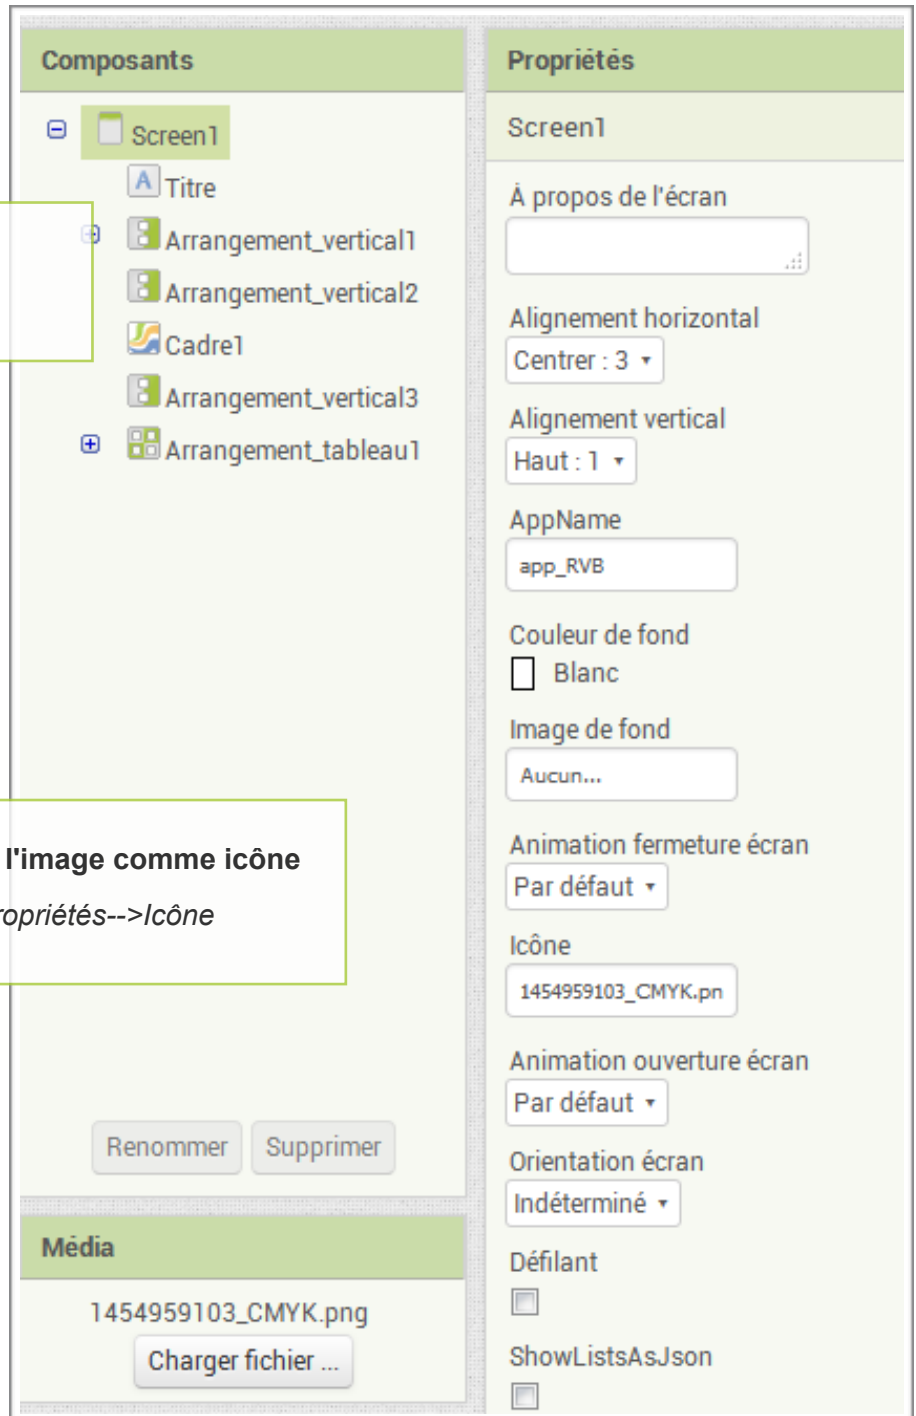 Composants
Screen1
Titre
Arrangement_vertical1
Arrangement_vertical2
Cadre1
Arrangement_vertical3
Arrangement_tableau1
l'image comme icône
ropriétés-->Icône
Renommer
Supprimer
Média
1454959103_CMYK.png
Charger fichier ...
Propriétés
Screen1
À propos de l'écran
Alignement horizontal
Centrer : 3
Alignement vertical
Haut : 1
AppName
app_RVB
Couleur de fond
Blanc
Image de fond
Aucun...
Animation fermeture écran
Par défaut
Icône
1454959103_CMYK.pn
Animation ouverture écran
Par défaut
Orientation écran
Indéterminé
Défilant
ShowListsAsJson